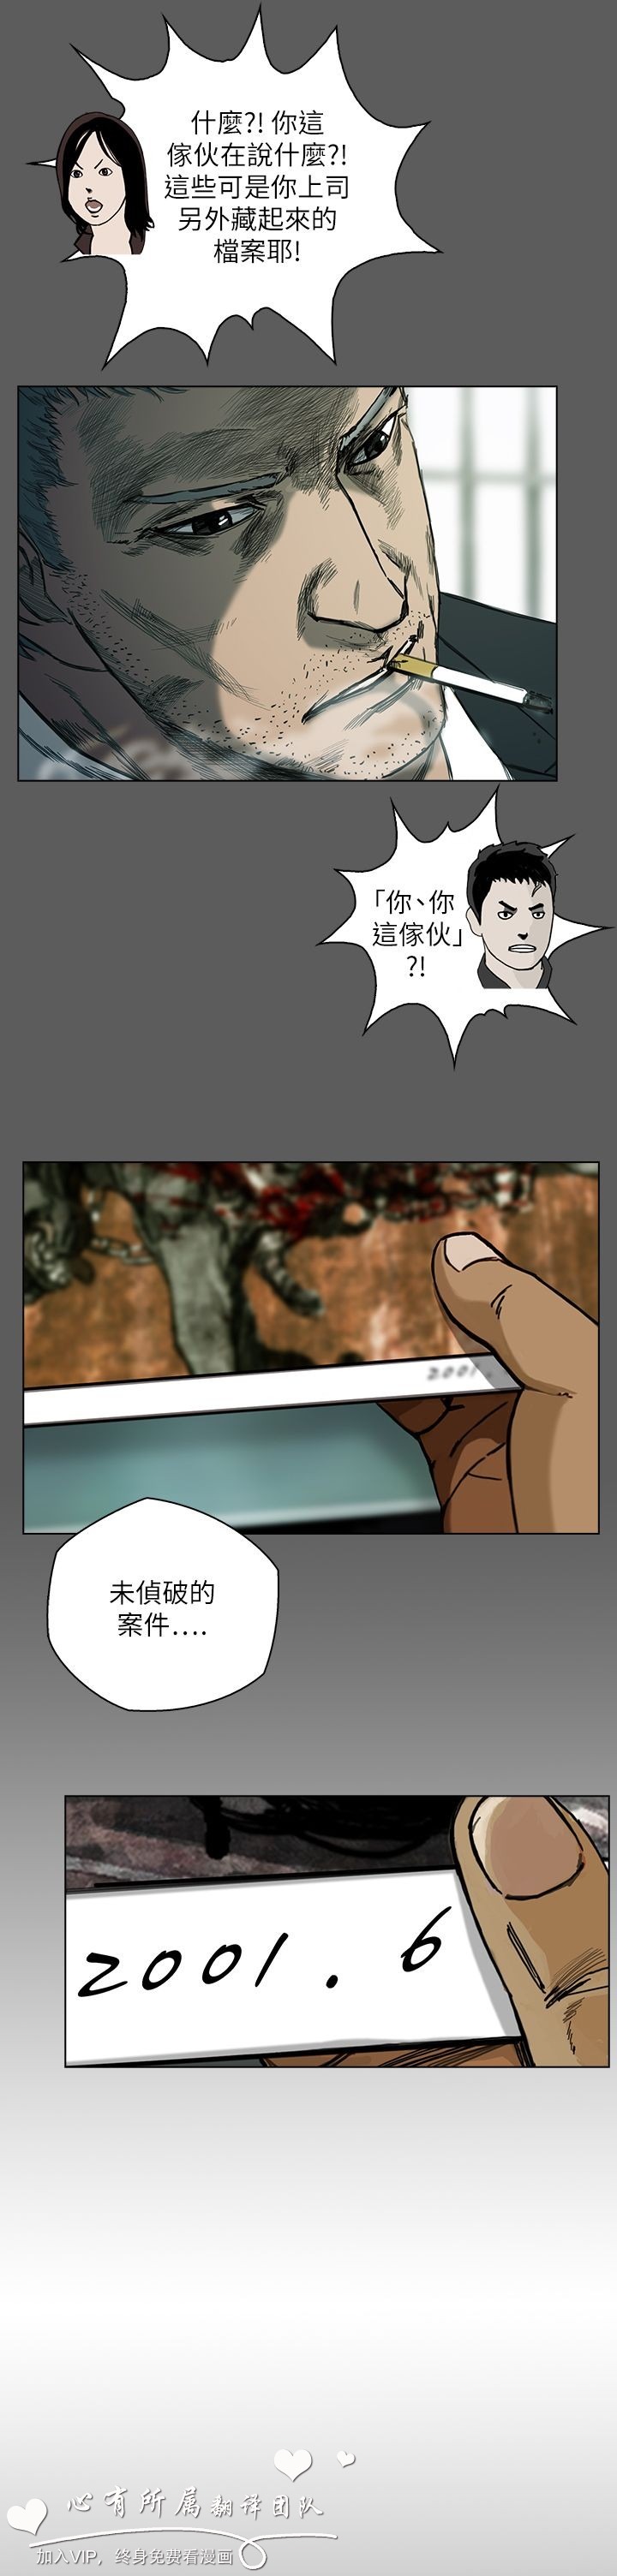 什麼?! 你這
傢伙在說什麼?!
這些可是你上司
另外藏起來的
檔案耶!
「你、你
這傢伙」
?!
2001.
未偵破的
案件....
2001. 6
心有所属翻译团队
加入VIP，终身免费看漫画